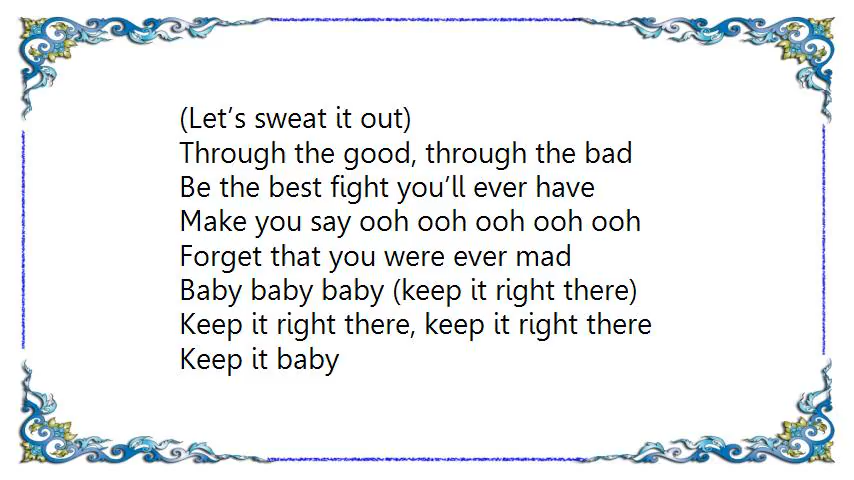 (Let’s sweat it out)
Through the good, through the bad
Be the best fight you’ll ever have
Make you say ooh ooh ooh ooh ooh
Forget that you were ever mad
Baby baby baby (keep it right there)
Keep it right there, keep it right there
Keep it baby